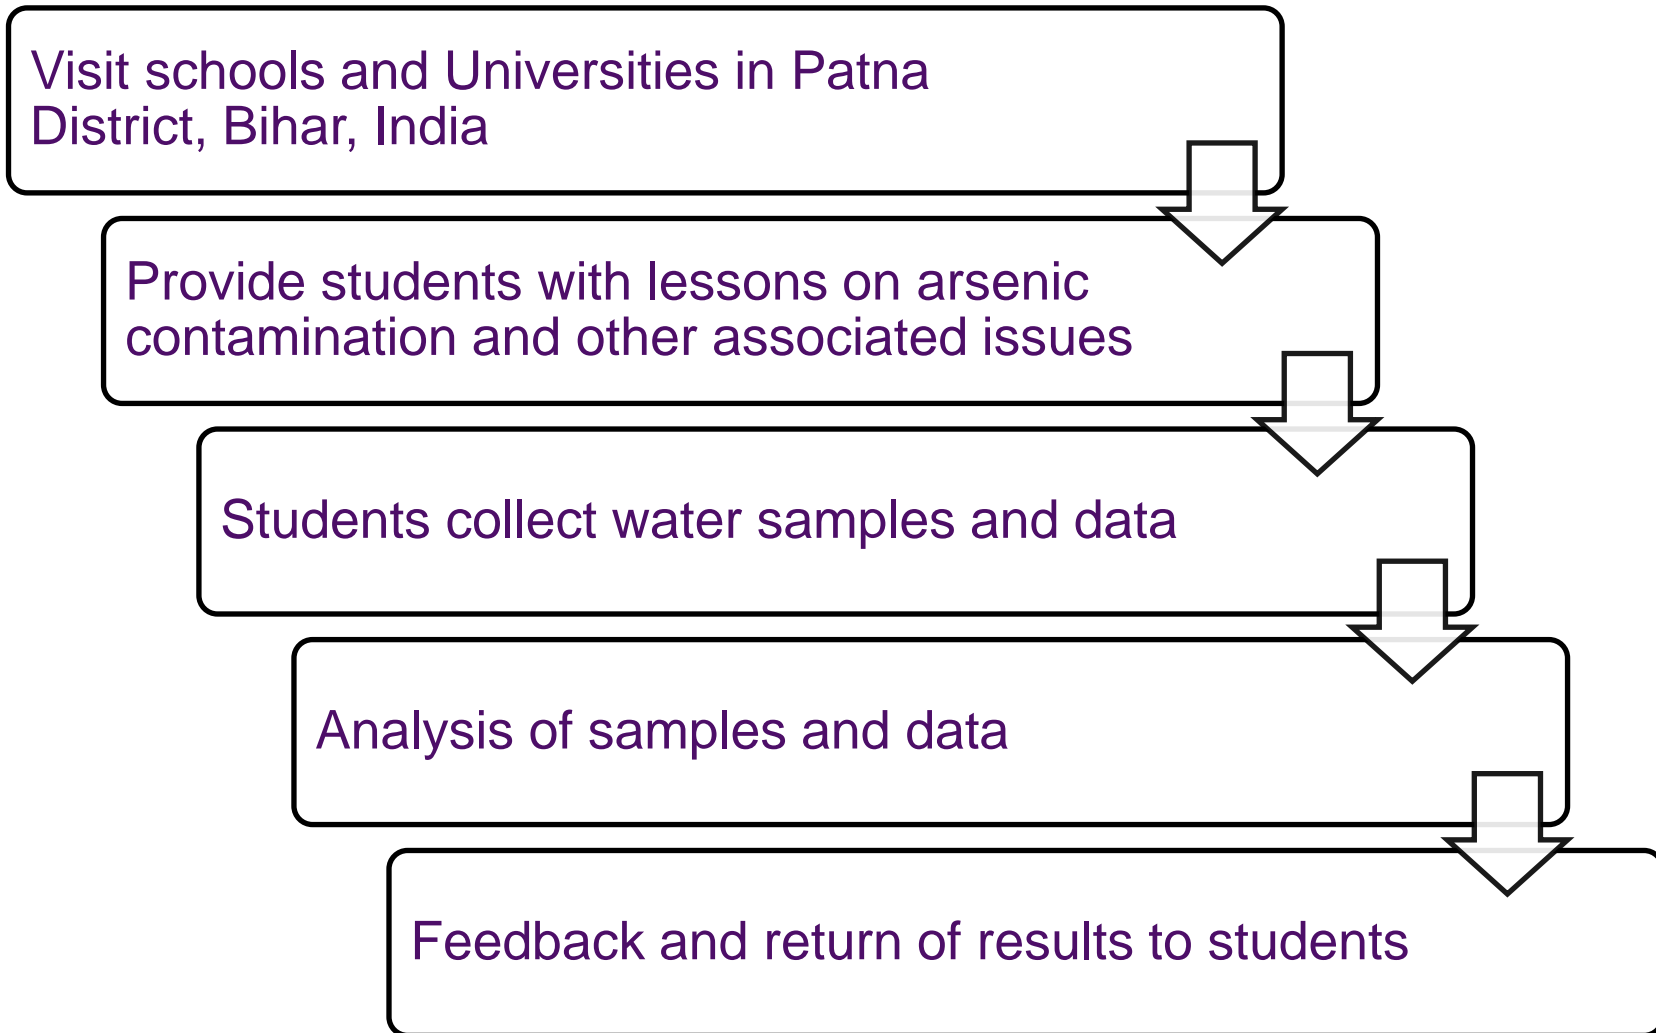 Visit schools and Universities in Patna
District, Bihar, India
Provide students with lessons on arsenic
contamination and other associated issues
Students collect water samples and data
Analysis of samples and data
Feedback and return of results to students